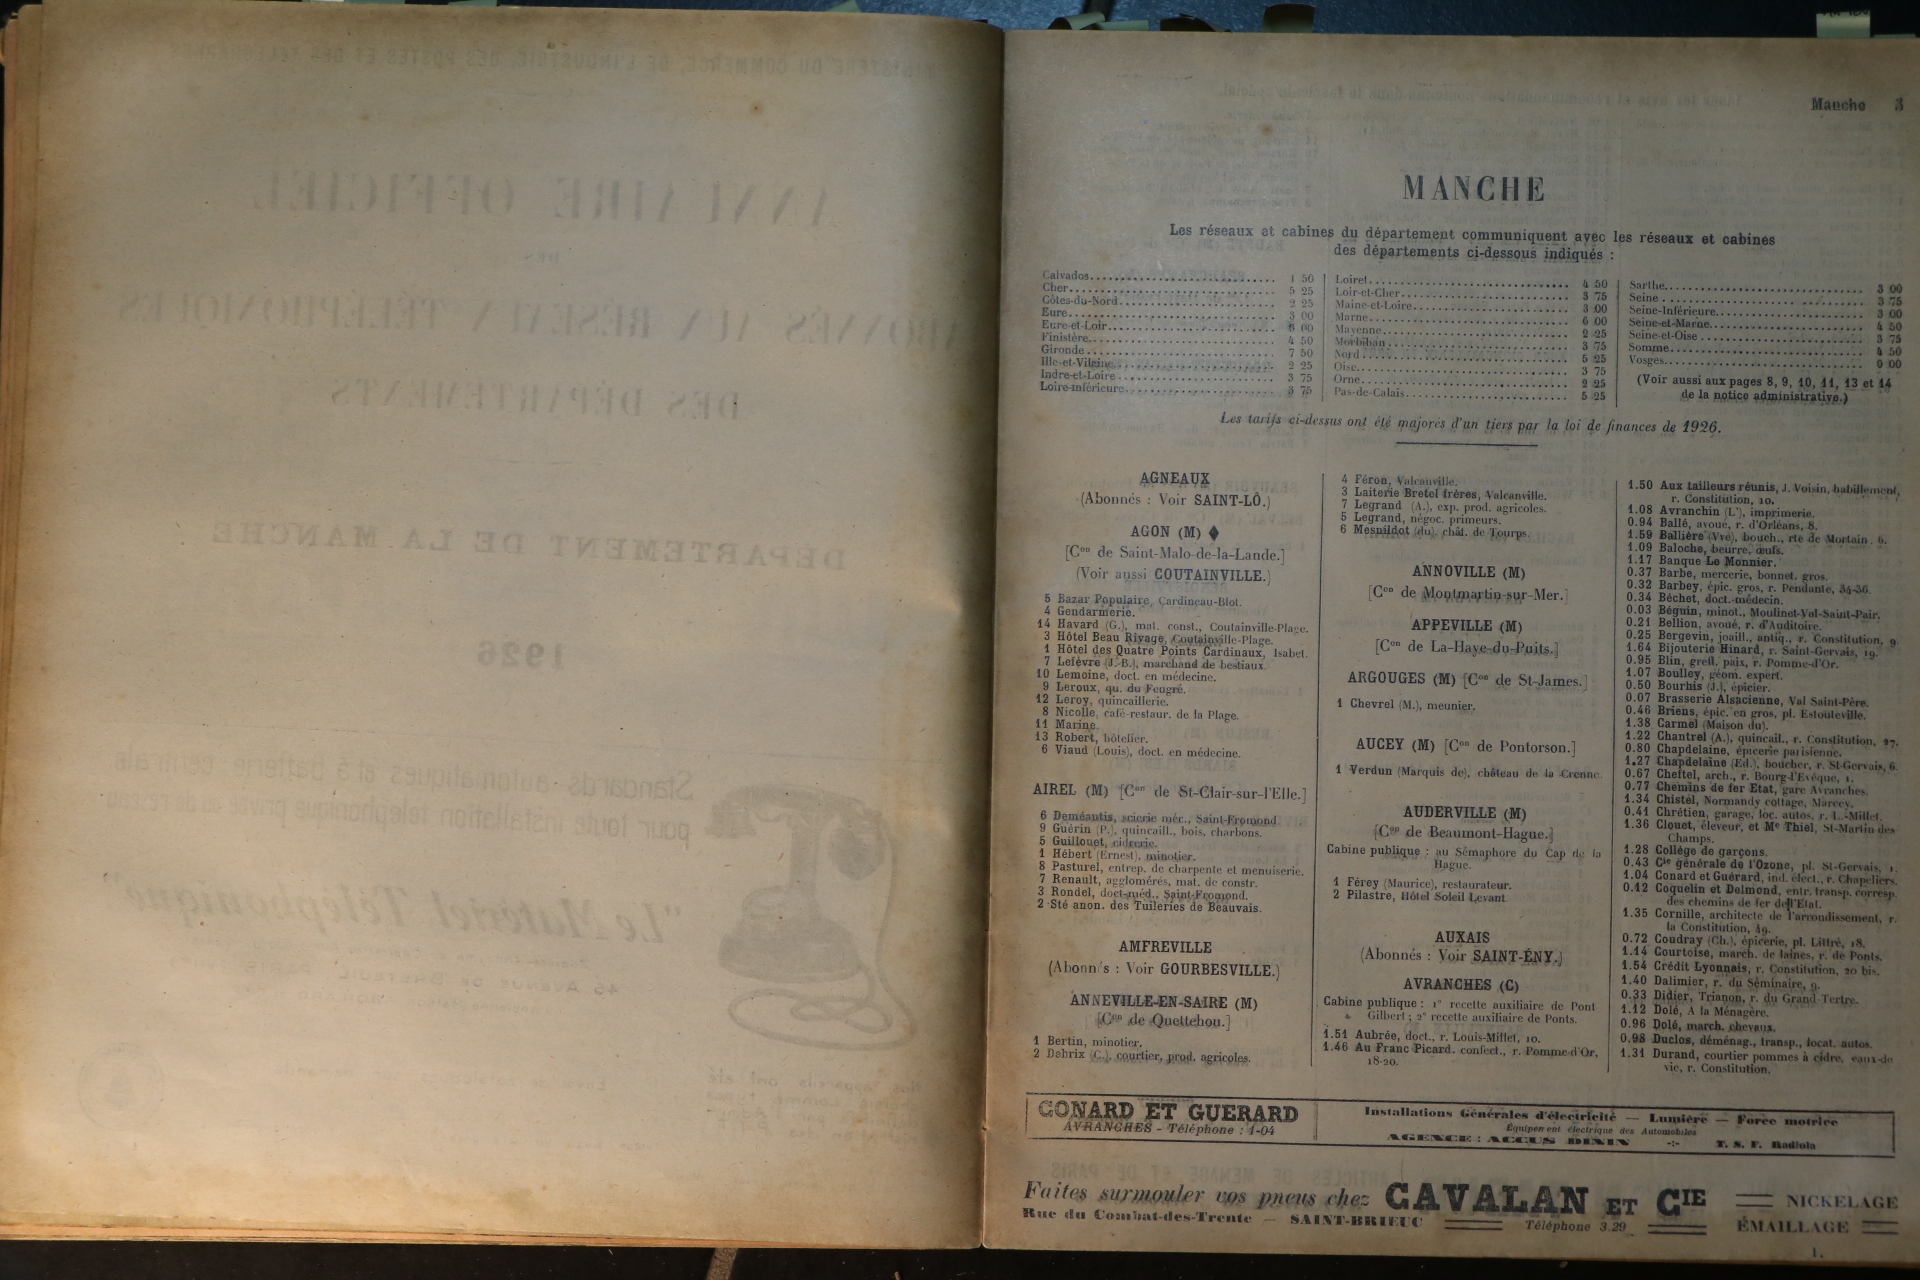 Manche 3
MANCHE
Les réseaux et cabines du département communiquent avec les réseaux et cabines
des départements ci-dessous indiqués :
Calvados 1 50
Cher 5 25
Côtes-du-Nord 2 25
Eure 3 00
Eure-et-Loir 6 00
Finistère 4 50
Gironde 7 50
Ille-et-Vilaine 2 25
Indre-et-Loire 3 75
Loire-inférieure 3 75
Loiret 4 50
Loir-et-Cher 3 75
Maine-et-Loire 3 00
Marne 6 00
Mayenne 2 25
Morbihan 3 75
Nord 5 25
Oise 3 75
Orne 2 25
Pas-de-Calais 5 25
Sarthe 3 00
Seine 3 75
Seine-Inférieure 3 00
Seine-et-Marne 4 50
Seine-et-Oise 3 75
Somme 4 50
Vosges 9 00
(Voir aussi aux pages 8, 9, 10, 11, 13 et 14
de la notice administrative.)
Les tarifs ci-dessus ont été majorés d'un tiers par la loi de finances de 1926.
AGNEAUX
(Abonnés : Voir SAINT-LÔ.)
AGON (M) ♦
[Con de Saint-Malo-de-la-Lande.]
(Voir aussi COUTAINVILLE.)
5 Bazar Populaire, Cardineau-Blot.
4 Gendarmerie.
14 Havard (G.), mat. const., Coutainville-Plage.
3 Hôtel Beau Rivage, Coutainville-Plage.
1 Hôtel des Quatre Points Cardinaux, Isabel.
7 Lefèvre (J.-B.), marchand de bestiaux.
10 Lemoine, doct. en médecine.
9 Leroux, qu. du Feugré.
12 Leroy, quincaillerie.
8 Nicolle, café-restaur. de la Plage.
11 Marine.
13 Robert, hôtelier.
6 Viaud (Louis), doct. en médecine.
AIREL (M) [Con de St-Clair-sur-l'Elle.]
6 Deméautis, scierie méc., Saint-Fromond
9 Guérin (P.), quincaill., bois, charbons.
5 Guillouet, cidrerie.
1 Hébert (Ernest), minotier.
8 Pasturel, entrep. de charpente et menuiserie.
7 Renault, agglomérés, mat. de constr.
3 Rondel, doct-méd., Saint-Fromond.
2 Sté anon. des Tuileries de Beauvais.
AMFREVILLE
(Abonnés : Voir GOURBESVILLE.)
ANNEVILLE-EN-SAIRE (M)
[Con de Quettehou.]
1 Bertin, minotier.
2 Dehrix (C.), courtier, prod. agricoles.
4 Féron, Valcanville.
3 Laiterie Bretel frères, Valcanville.
7 Legrand (A.), exp. prod. agricoles.
5 Legrand, négoc. primeurs.
6 Mesnildot (du), chât. de Tourps.
ANNOVILLE (M)
[Con de Montmartin-sur-Mer.]
APPEVILLE (M)
[Con de La-Haye-du-Puits.]
ARGOUGES (M) [Con de St-James.]
1 Chevrel (M.), meunier.
AUCEY (M) [Con de Pontorson.]
1 Verdun (Marquis de), château de la Crenne.
AUDERVILLE (M)
[Con de Beaumont-Hague.]
Cabine publique : au Sémaphore du Cap de la
Hague.
1 Férey (Maurice), restaurateur.
2 Pilastre, Hôtel Soleil Levant
AUXAIS
(Abonnés : Voir SAINT-ÉNY.)
AVRANCHES (C)
Cabine publique : 1º recette auxiliaire de Pont
Gilbert ; 2º recette auxiliaire de Ponts.
1.51 Aubrée, doct., r. Louis-Millet, 10.
1.46 Au Franc Picard, confect., r. Pomme-d'Or,
18-20.
1.50 Aux tailleurs réunis, J. Voisin, habillement,
r. Constitution, 10.
1.08 Avranchin (L'), imprimerie.
0.94 Ballé, avoué, r. d'Orléans, 8.
1.59 Ballière (Vve), bouch., rte de Mortain, 6.
1.09 Baloche, beurre, œufs.
1.17 Banque Le Monnier.
0.37 Barbe, mercerie, bonnet. gros.
0.32 Barbey, épic. gros, r. Pendante, 34-36.
0.34 Béchet, doct.-médecin.
0.03 Béguin, minot., Moulinet-Val-Saint-Pair.
0.21 Bellion, avoué, r. d'Auditoire.
0.25 Bergevin, joaill., antiq., r. Constitution, 9.
1.64 Bijouterie Hinard, r. Saint-Gervais, 19.
0.95 Blin, greff. paix, r. Pomme-d'Or.
1.07 Boulley, géom. expert.
0.50 Bourhis (J.), épicier.
0.07 Brasserie Alsacienne, Val Saint-Père.
0.46 Briens, épic. en gros, pl. Estouteville.
1.38 Carmel (Maison du).
1.22 Chantrel (A.), quincail., r. Constitution, 27.
0.80 Chapdelaine, épicerie parisienne.
1.27 Chapdelaine (Ed.), boucher, r. St-Gervais, 6.
0.67 Cheftel, arch., r. Bourg-l'Évêque, 1.
0.77 Chemins de fer Etat, gare Avranches.
1.34 Chistel, Normandy cottage, Marcey.
0.41 Chrétien, garage, loc. autos, r. L.-Millet.
1.36 Clouet, éleveur, et Me Thiel, St-Martin-des
Champs.
1.28 Collège de garçons.
0.43 Cie générale de l'Ozone, pl. St-Gervais, 1.
1.04 Conard et Guérard, ind. élect., r. Chapeliers.
0.12 Coquelin et Delmond, entr. transp. corresp.
des chemins de fer de l'Etat.
1.35 Cornille, architecte de l'arrondissement, r.
la Constitution, 49.
0.72 Coudray (Ch.), épicerie, pl. Littré, 18.
1.14 Courtoise, march. de laines, r. de Ponts.
1.54 Crédit Lyonnais, r. Constitution, 20 bis.
1.40 Dalimier, r. du Séminaire, 9.
0.33 Didier, Trianon, r. du Grand-Tertre.
1.12 Dolé, A la Ménagère.
0.96 Dolé, march. chevaux.
0.98 Duclos, déménag., transp., locat. autos.
1.31 Durand, courtier pommes à cidre, eaux-de
vie, r. Constitution.
CONARD ET GUERARD
AVRANCHES - Téléphone : 1-04
Installations Générales d'électricité — Lumière — Force motrice
Équipement électrique des Automobiles
AGENCE : ACCUS DININ -:- T. S. F. Radiola
Faites surmouler vos pneus chez CAVALAN ET CIE
Rue du Combat-des-Trente — SAINT-BRIEUC
Téléphone 3.29
NICKELAGE
ÉMAILLAGE
1.